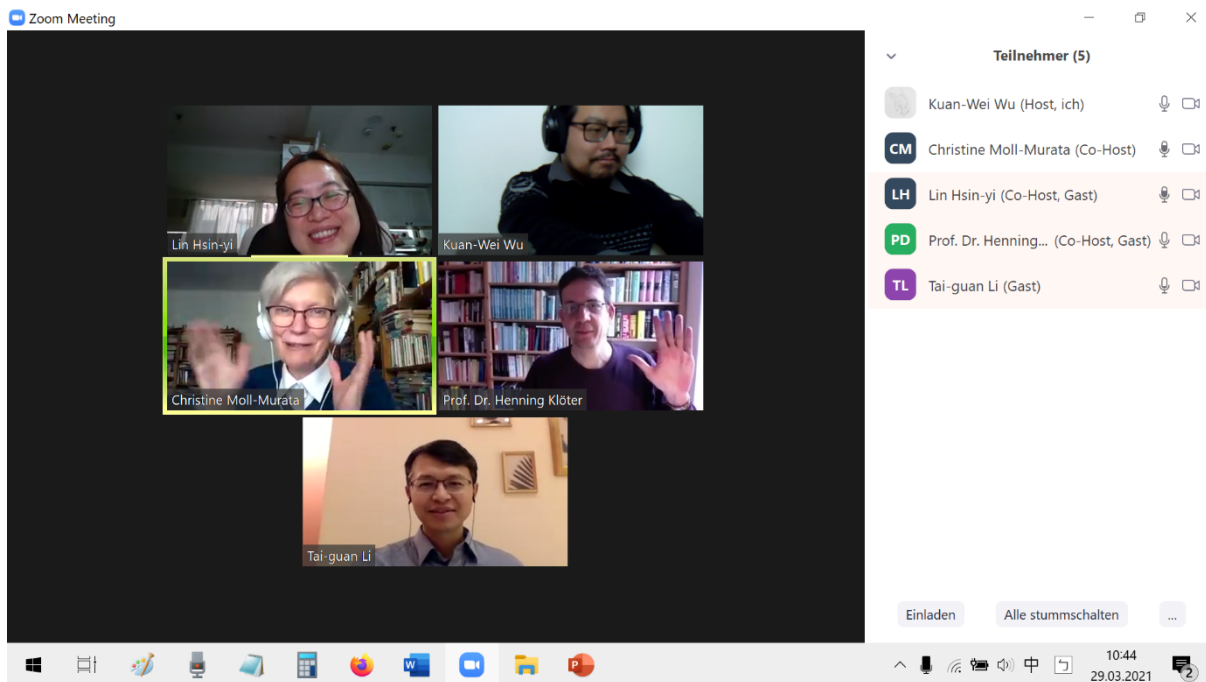 Zoom Meeting
Teilnehmer (5)
Kuan-Wei Wu (Host, ich)
CM Christine Moll-Murata (Co-Host)
LH Lin Hsin-yi (Co-Host, Gast)
PD Prof. Dr. Henning... (Co-Host, Gast)
TL Tai-guan Li (Gast)
Lin Hsin-yi
Kuan-Wei Wu
Christine Moll-Murata
Prof. Dr. Henning Klöter
Tai-guan Li
Einladen
Alle stummschalten
...
W
P
中
ㄅ
10:44
29.03.2021
2